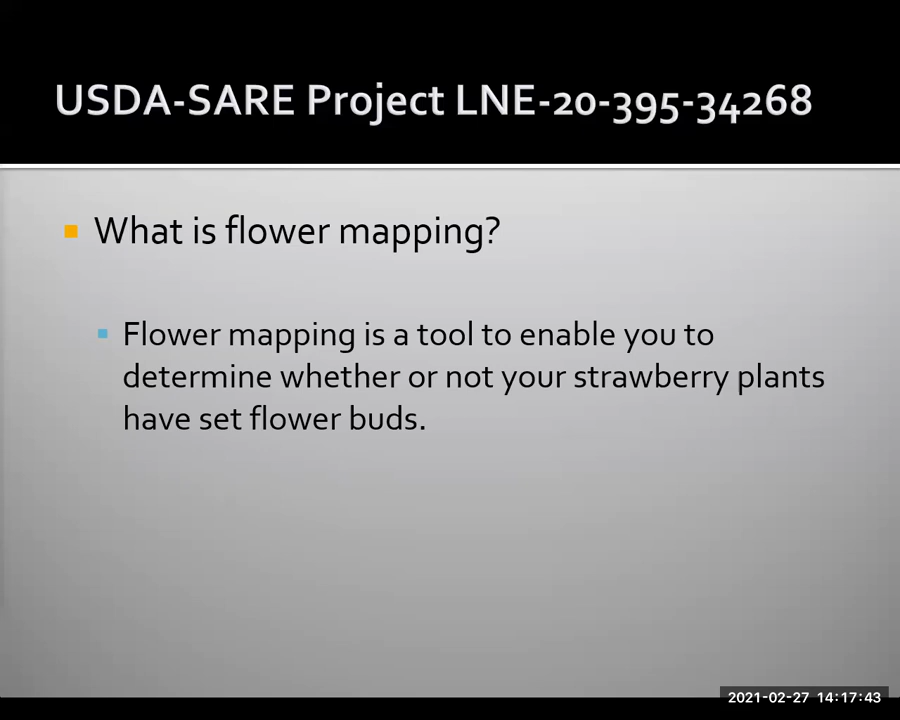 USDA-SARE Project LNE-20-395-34268
What is flower mapping?
Flower mapping is a tool to enable you to
determine whether or not your strawberry plants
have set flower buds.
2021-02-27 14:17:43